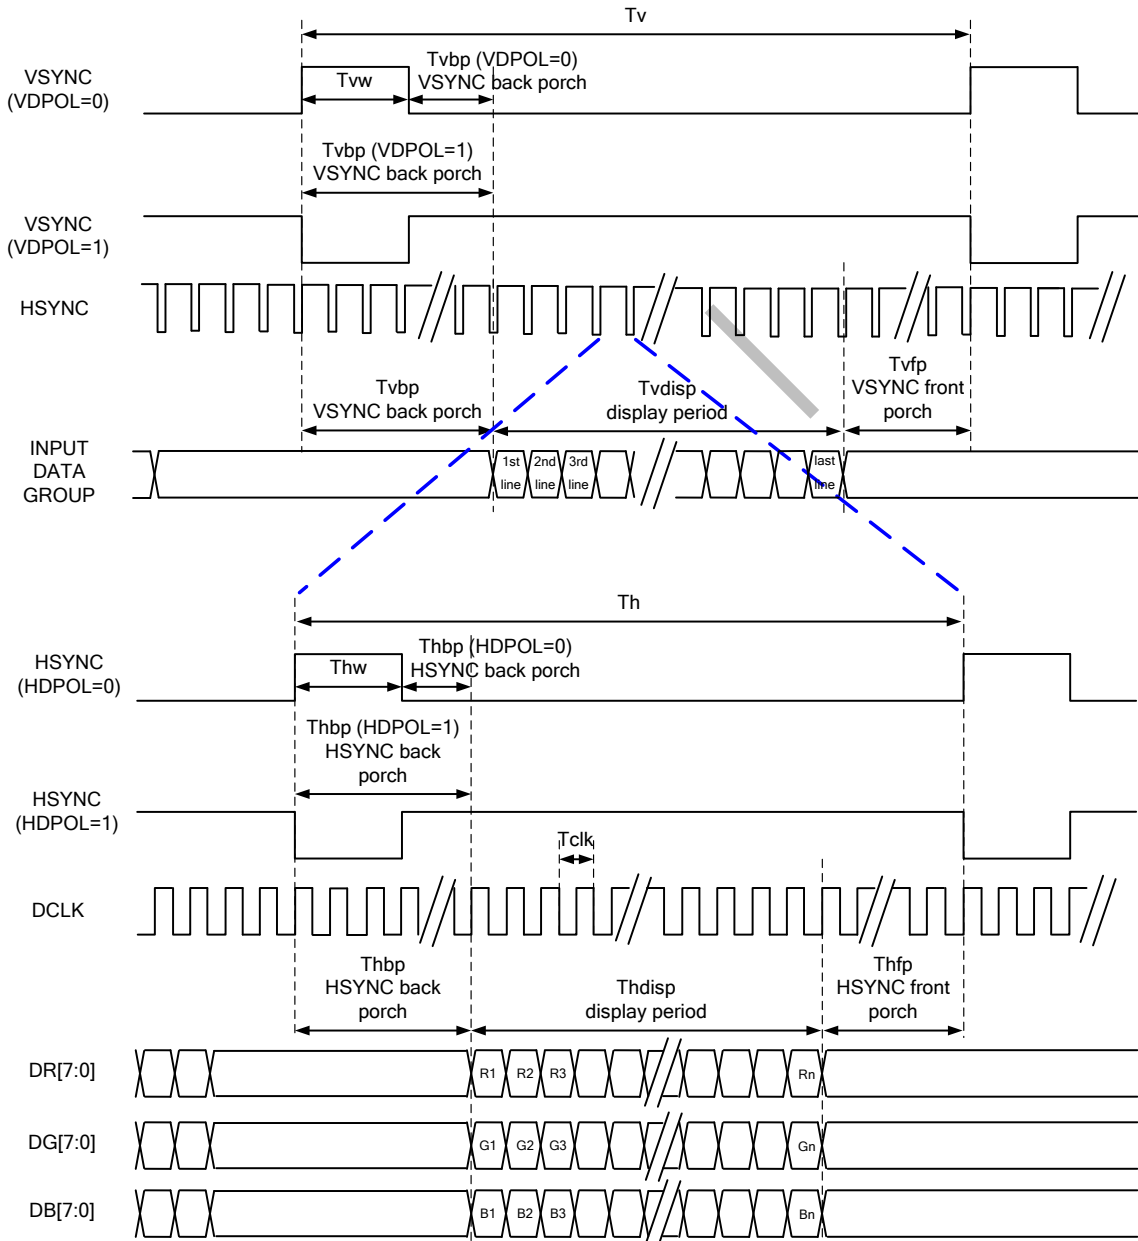 Tv
VSYNC
(VDPOL=0)
Tvw
Tvbp (VDPOL=0)
VSYNC back porch
Tvbp (VDPOL=1)
VSYNC back porch
VSYNC
(VDPOL=1)
HSYNC
Tvbp
VSYNC back porch
Tvdisp
display period
Tvfp
VSYNC front
porch
INPUT
DATA
GROUP
1st
line
2nd
line
3rd
line
last
line
Th
HSYNC
(HDPOL=0)
Thw
Thbp (HDPOL=0)
HSYNC back porch
Thbp (HDPOL=1)
HSYNC back
porch
HSYNC
(HDPOL=1)
Tclk
DCLK
Thbp
HSYNC back
porch
Thdisp
display period
Thfp
HSYNC front
porch
DR[7:0]
R1 R2 R3 Rn
DG[7:0]
G1 G2 G3 Gn
DB[7:0]
B1 B2 B3 Bn